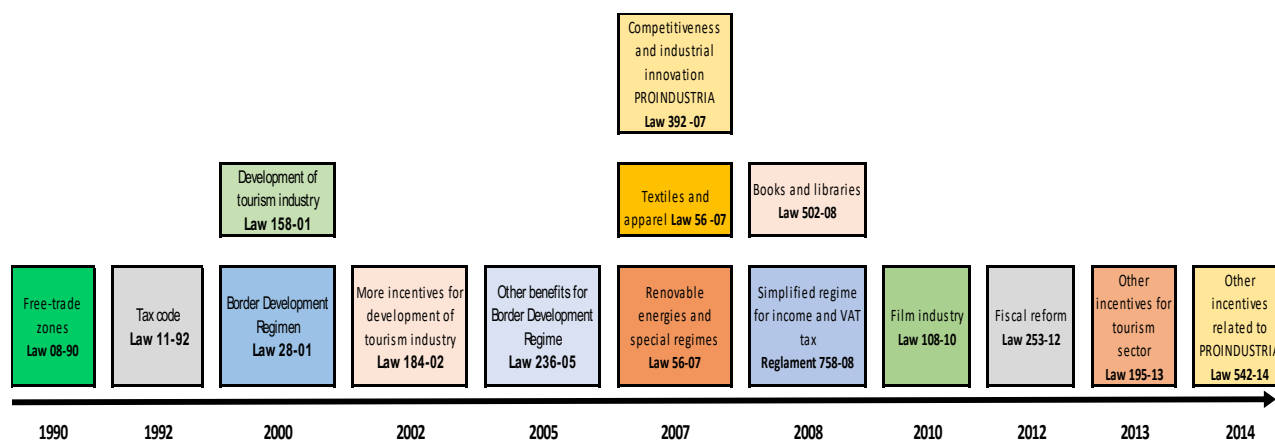 Competitiveness
and industrial
innovation
PROINDUSTRIA
Law 392 -07
Development of
tourism industry
Law 158-01
Textiles and
apparel Law 56 -07
Books and libraries
Law 502-08
Free-trade
zones
Law 08-90
Tax code
Law 11-92
Border Development
Regimen
Law 28-01
More incentives for
development of
tourism industry
Law 184-02
Other benefits for
Border Development
Regime
Law 236-05
Renovable
energies and
special regimes
Law 56-07
Simplified regime
for income and VAT
tax
Reglament 758-08
Film industry
Law 108-10
Fiscal reform
Law 253-12
Other
incentives for
tourism
sector
Law 195-13
Other
incentives
related to
PROINDUSTRIA
Law 542-14
1990
1992
2000
2002
2005
2007
2008
2010
2012
2013
2014